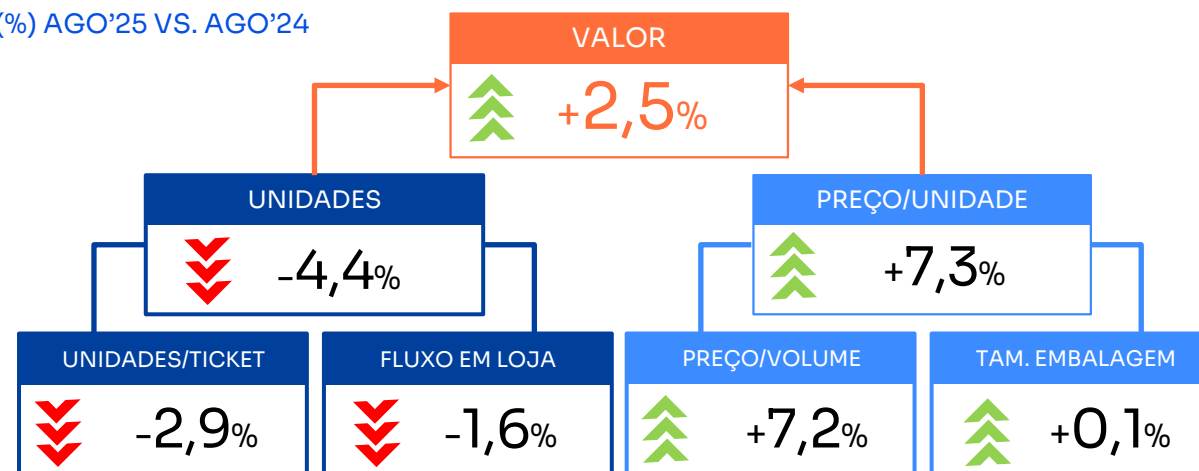 (%) AGO’25 VS. AGO’24
VALOR
+2,5%
UNIDADES
-4,4%
PREÇO/UNIDADE
+7,3%
UNIDADES/TICKET
-2,9%
FLUXO EM LOJA
-1,6%
PREÇO/VOLUME
+7,2%
TAM. EMBALAGEM
+0,1%